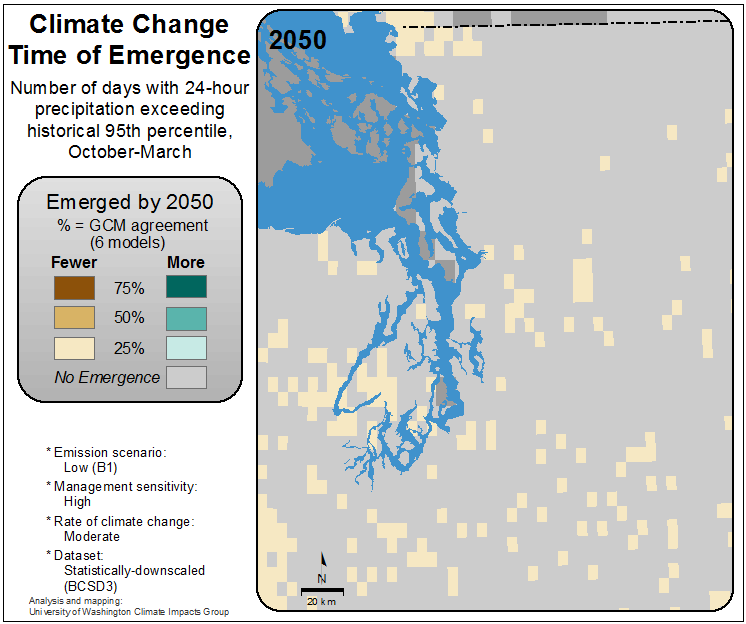 Climate Change
Time of Emergence
Number of days with 24-hour
precipitation exceeding
historical 95th percentile,
October-March
Emerged by 2050
% = GCM agreement
(6 models)
Fewer More
75%
50%
25%
No Emergence
* Emission scenario:
Low (B1)
* Management sensitivity:
High
* Rate of climate change:
Moderate
* Dataset:
Statistically-downscaled
(BCSD3)
Analysis and mapping:
University of Washington Climate Impacts Group
2050
N
20 km